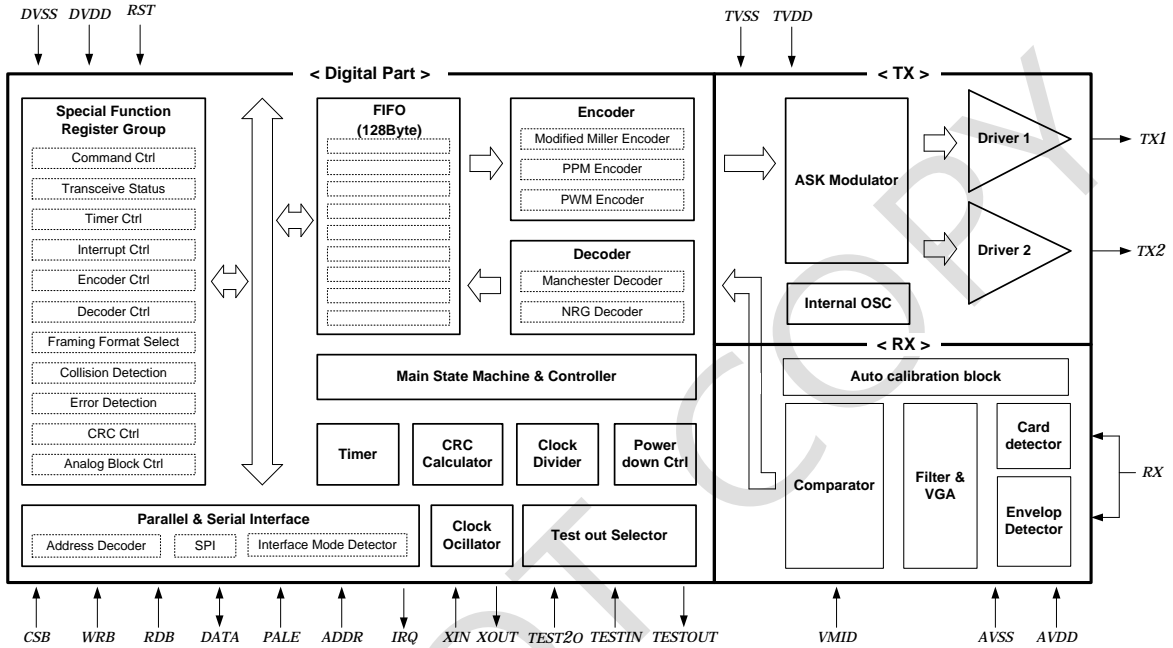 DVSS DVDD RST TVSS TVDD
< Digital Part >
< TX >
Special Function
Register Group
Command Ctrl
Transceive Status
Timer Ctrl
Interrupt Ctrl
Encoder Ctrl
Decoder Ctrl
Framing Format Select
Collision Detection
Error Detection
CRC Ctrl
Analog Block Ctrl
FIFO
(128Byte)
Encoder
Modified Miller Encoder
PPM Encoder
PWM Encoder
Decoder
Manchester Decoder
NRG Decoder
Main State Machine & Controller
Timer
CRC
Calculator
Clock
Divider
Power
down Ctrl
Parallel & Serial Interface
Address Decoder
SPI
Interface Mode Detector
Clock
Ocillator
Test out Selector
ASK Modulator
Driver 1
Driver 2
TX1
TX2
Internal OSC
< RX >
Auto calibration block
Comparator
Filter &
VGA
Card
detector
Envelop
Detector
RX
CSB WRB RDB DATA PALE ADDR IRQ XIN XOUT TEST2O TESTIN TESTOUT VMID AVSS AVDD
OT COPY